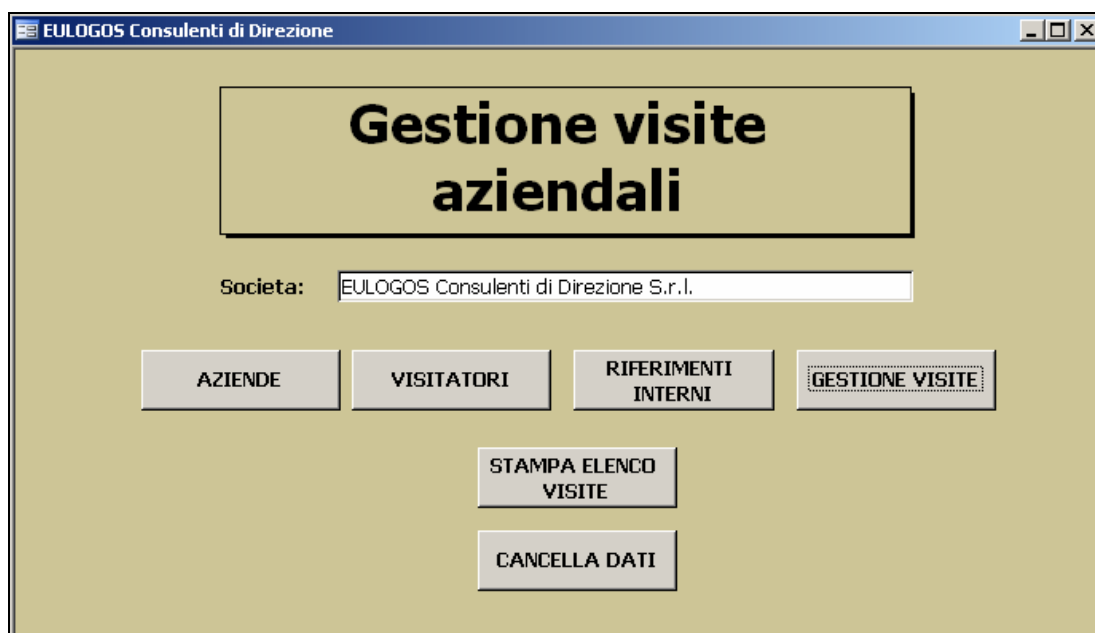 EULOGOS Consulenti di Direzione
Gestione visite
aziendali
Societa: EULOGOS Consulenti di Direzione S.r.l.
AZIENDE
VISITATORI
RIFERIMENTI
INTERNI
GESTIONE VISITE
STAMPA ELENCO
VISITE
CANCELLA DATI